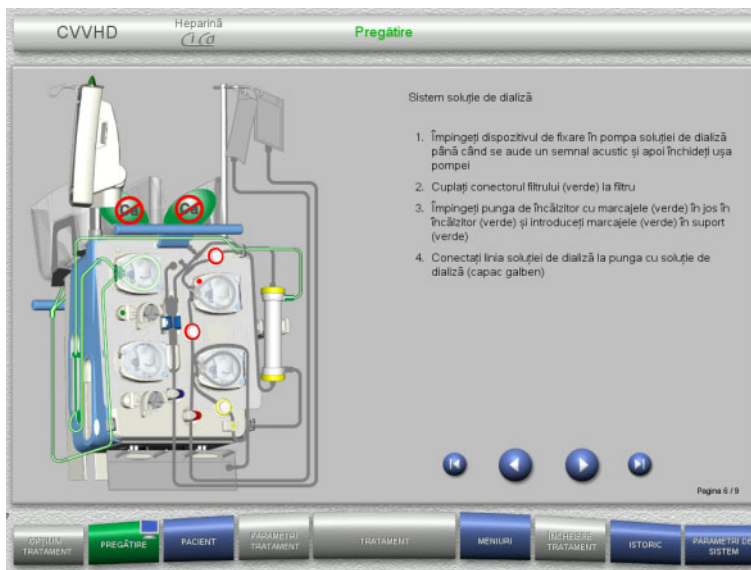 CVVHD
Heparină
Ci Ca
Pregătire
Sistem soluție de dializă
1. Împingeți dispozitivul de fixare în pompa soluției de dializă
până când se aude un semnal acustic și apoi închideți ușa
pompei
2. Cuplați conectorul filtrului (verde) la filtru
3. Împingeți punga de încălzitor cu marcajele (verde) în jos în
încălzitor (verde) și introduceți marcajele (verde) în suport
(verde)
4. Conectați linia soluției de dializă la punga cu soluție de
dializă (capac galben)
Ca
Ca
Pagina 6 / 9
OPȚIUNI
TRATAMENT
PREGĂTIRE
PACIENT
PARAMETRI
TRATAMENT
TRATAMENT
MENIURI
ÎNCHEIERE
TRATAMENT
ISTORIC
PARAMETRI DE
SISTEM